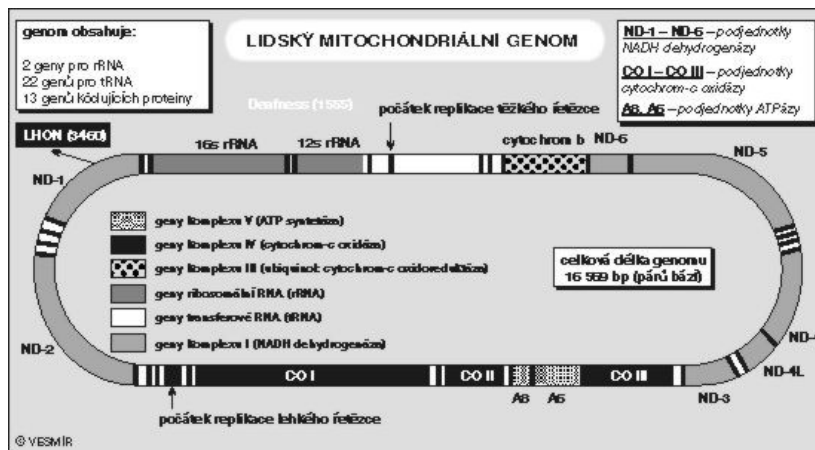 genom obsahuje:
2 geny pro rRNA
22 genů pro tRNA
13 genů kódujících proteiny
LIDSKÝ MITOCHONDRIÁLNÍ GENOM
ND-1 – ND-6 – podjednotky
NADH dehydrogenázy
CO I – CO III – podjednotky
cytochrom-c oxidázy
A8, A6 – podjednotky ATPázy
Deafness (1555)
počátek replikace těžkého řetězce
LHON (3460)
16s rRNA
12s rRNA
cytochrom b
ND-6
ND-5
ND-1
geny komplexu V (ATP syntetáza)
geny komplexu IV (cytochrom-c oxidáza)
geny komplexu III (ubiquinol: cytochrom-c oxidoreduktáza)
geny ribosomální RNA (rRNA)
geny transferové RNA (tRNA)
geny komplexu I (NADH dehydrogenáza)
celková délka genomu
16 569 bp (párů bází)
ND-2
ND-4L
CO I
CO II
CO III
A8
A6
ND-3
počátek replikace lehkého řetězce
© VESMÍR